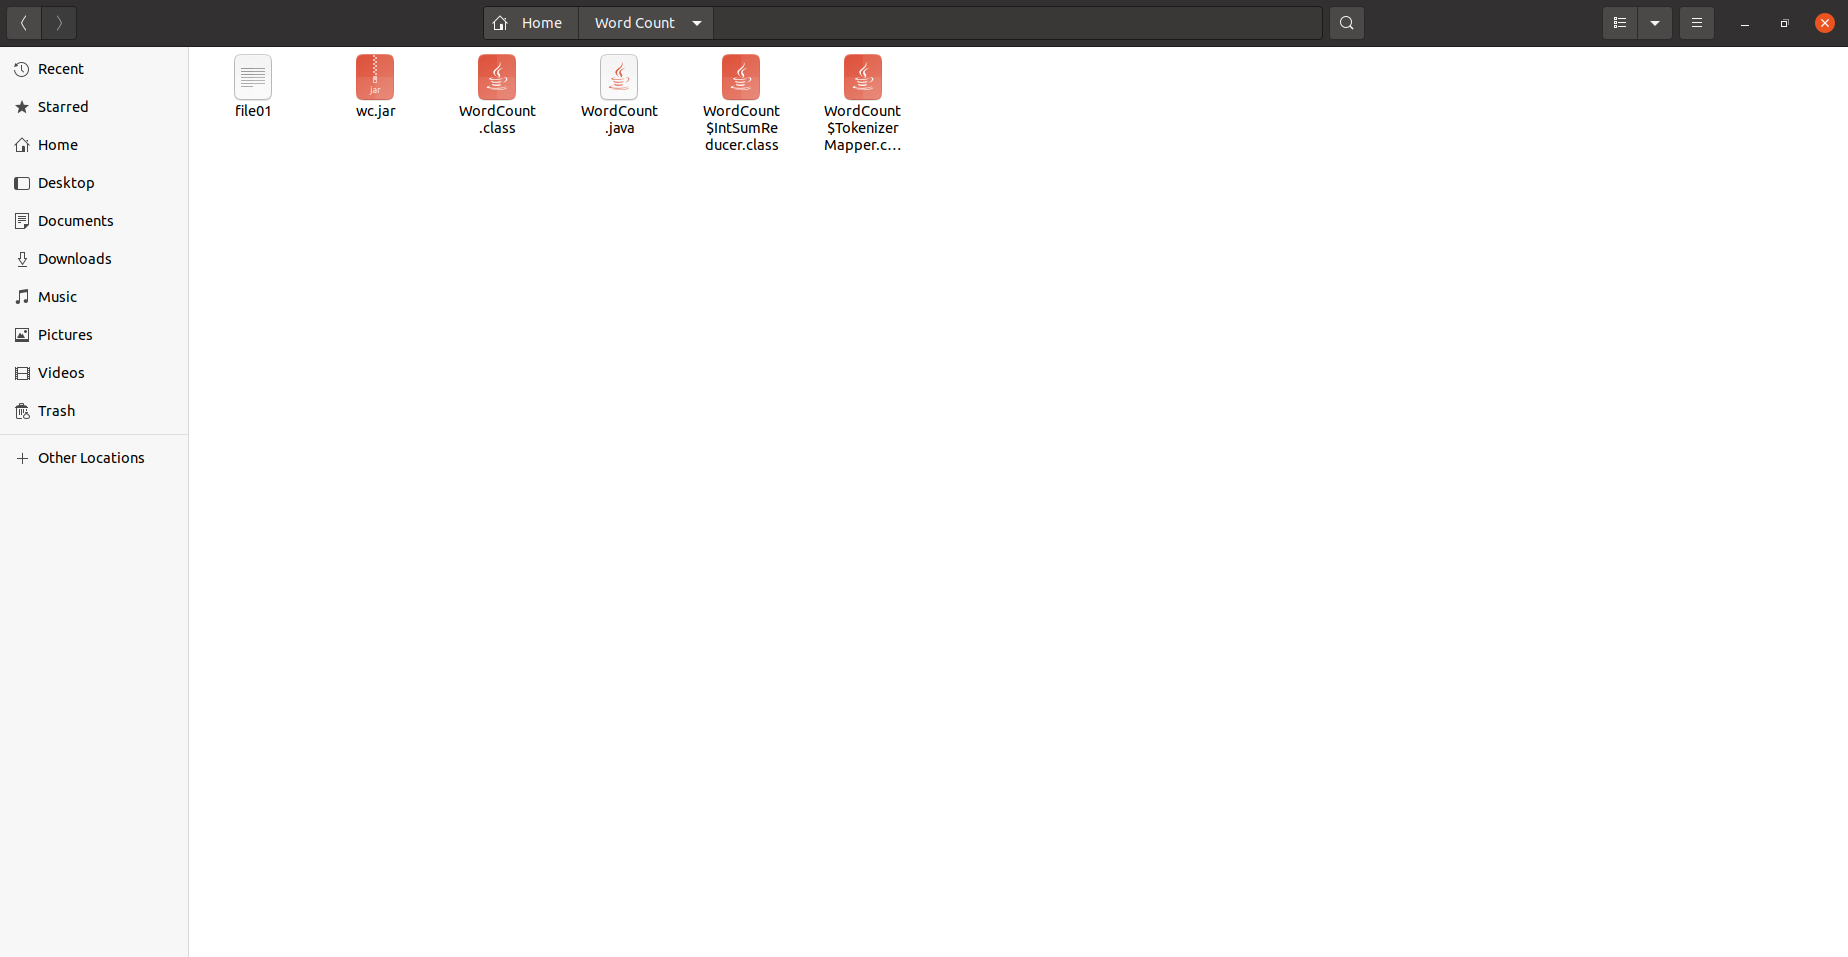 Home
Word Count
Recent
Starred
Home
Desktop
Documents
Downloads
Music
Pictures
Videos
Trash
Other Locations
file01
jar
wc.jar
WordCount
.class
WordCount
.java
WordCount
$IntSumRe
ducer.class
WordCount
$Tokenizer
Mapper.c…